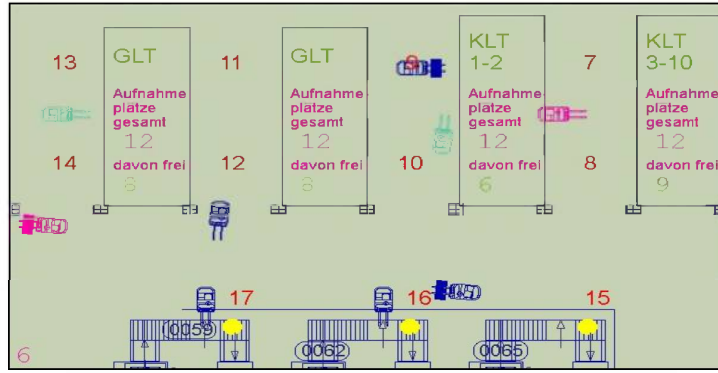 13
GLT
Aufnahme
plätze
gesamt
12
davon frei
8
14
11
GLT
Aufnahme
plätze
gesamt
12
davon frei
8
12
KLT
1-2
Aufnahme
plätze
gesamt
12
davon frei
6
10
7
KLT
3-10
Aufnahme
plätze
gesamt
12
davon frei
9
8
17
16
15
0059
0062
0065
6